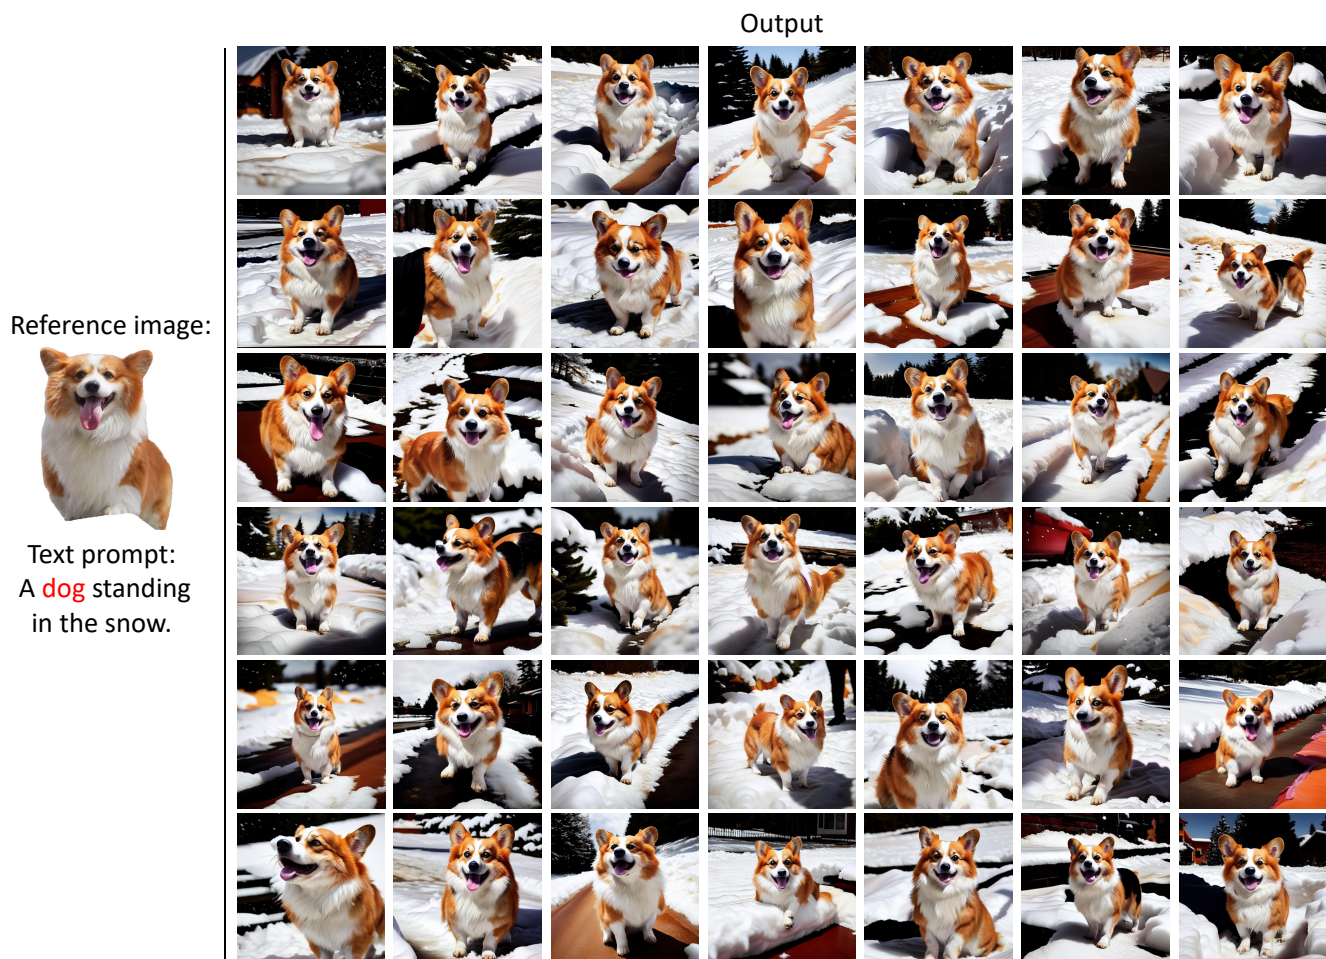 Output
Reference image:
Text prompt:
A dog standing
in the snow.